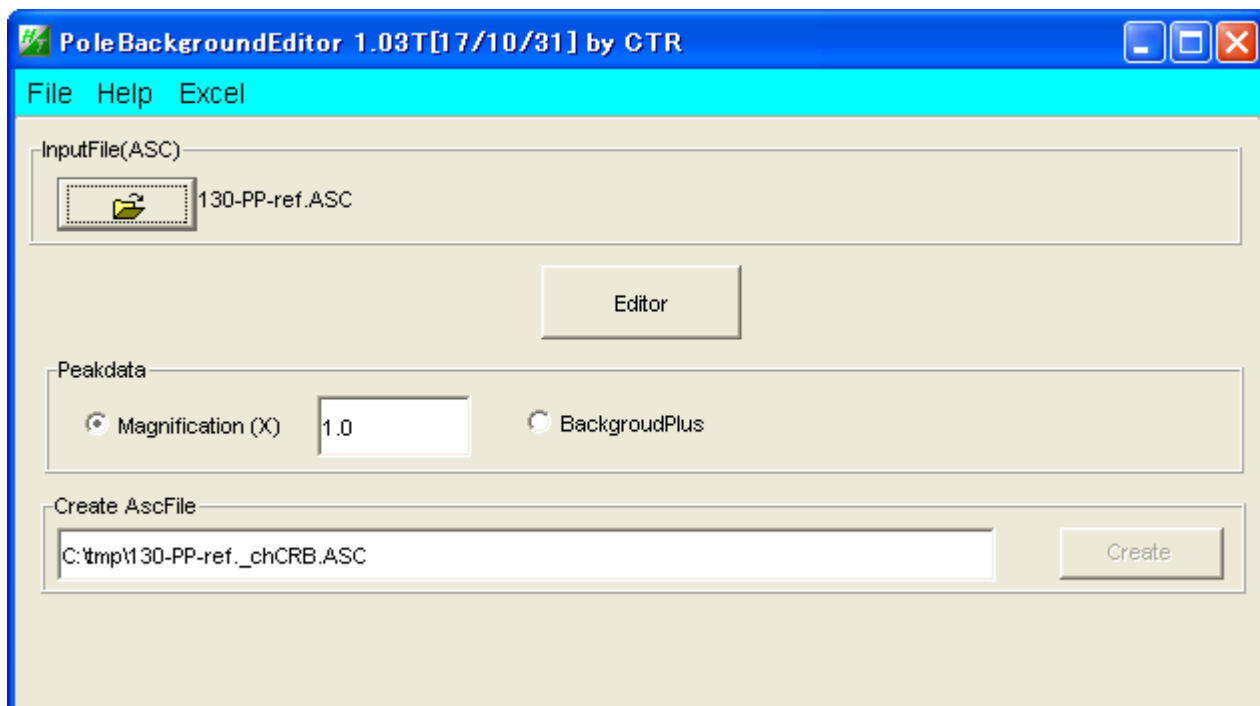 PoleBackgroundEditor 1.03T[17/10/31] by CTR
File Help Excel
InputFile(ASC)
130-PP-ref.ASC
Editor
Peakdata
Magnification (X) 1.0 BackgroudPlus
Create AscFile
C:\tmp\130-PP-ref._chCRB.ASC Create